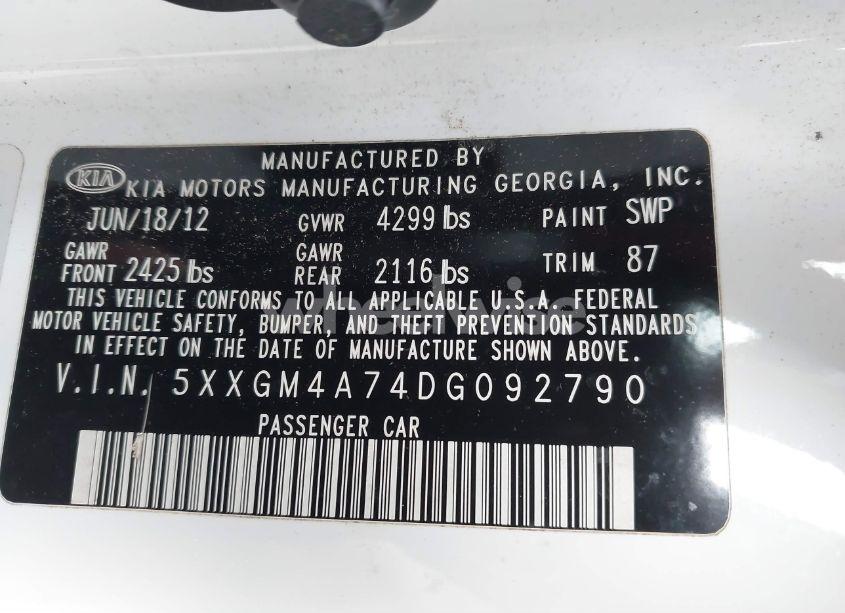 MANUFACTURED BY
KIA KIA MOTORS MANUFACTURING GEORGIA, INC.
JUN/18/12 GVWR 4299 lbs PAINT SWP
GAWR FRONT 2425 lbs GAWR REAR 2116 lbs TRIM 87
THIS VEHICLE CONFORMS TO ALL APPLICABLE U.S.A. FEDERAL
MOTOR VEHICLE SAFETY, BUMPER, AND THEFT PREVENTION STANDARDS
IN EFFECT ON THE DATE OF MANUFACTURE SHOWN ABOVE.
V.I.N. 5XXGM4A74DG092790
PASSENGER CAR
wheelwise